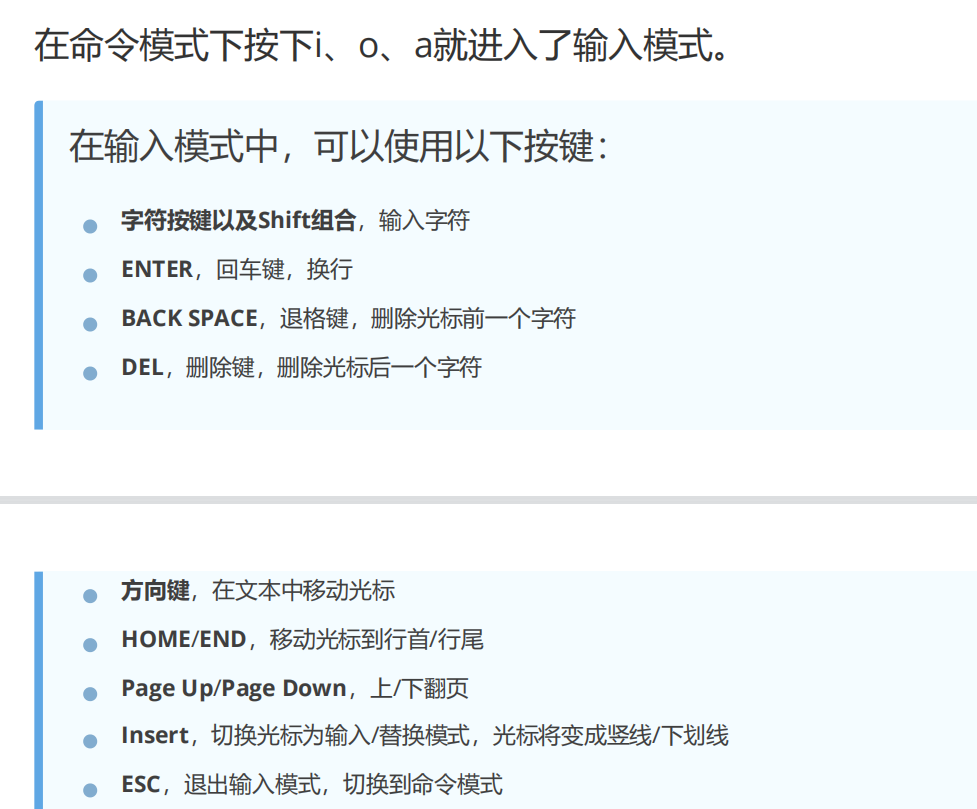 在命令模式下按下i、o、a就进入了输入模式。
在输入模式中，可以使用以下按键：
字符按键以及Shift组合，输入字符
ENTER，回车键，换行
BACK SPACE，退格键，删除光标前一个字符
DEL，删除键，删除光标后一个字符
方向键，在文本中移动光标
HOME/END，移动光标到行首/行尾
Page Up/Page Down，上/下翻页
Insert，切换光标为输入/替换模式，光标将变成竖线/下划线
ESC，退出输入模式，切换到命令模式